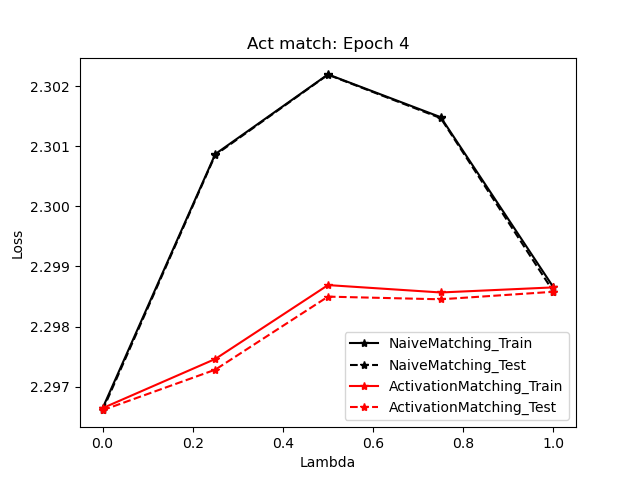 Act match: Epoch 4
2.302
2.301
2.300
2.299
2.298
2.297
Loss
NaiveMatching_Train
NaiveMatching_Test
ActivationMatching_Train
ActivationMatching_Test
0.0 0.2 0.4 0.6 0.8 1.0
Lambda